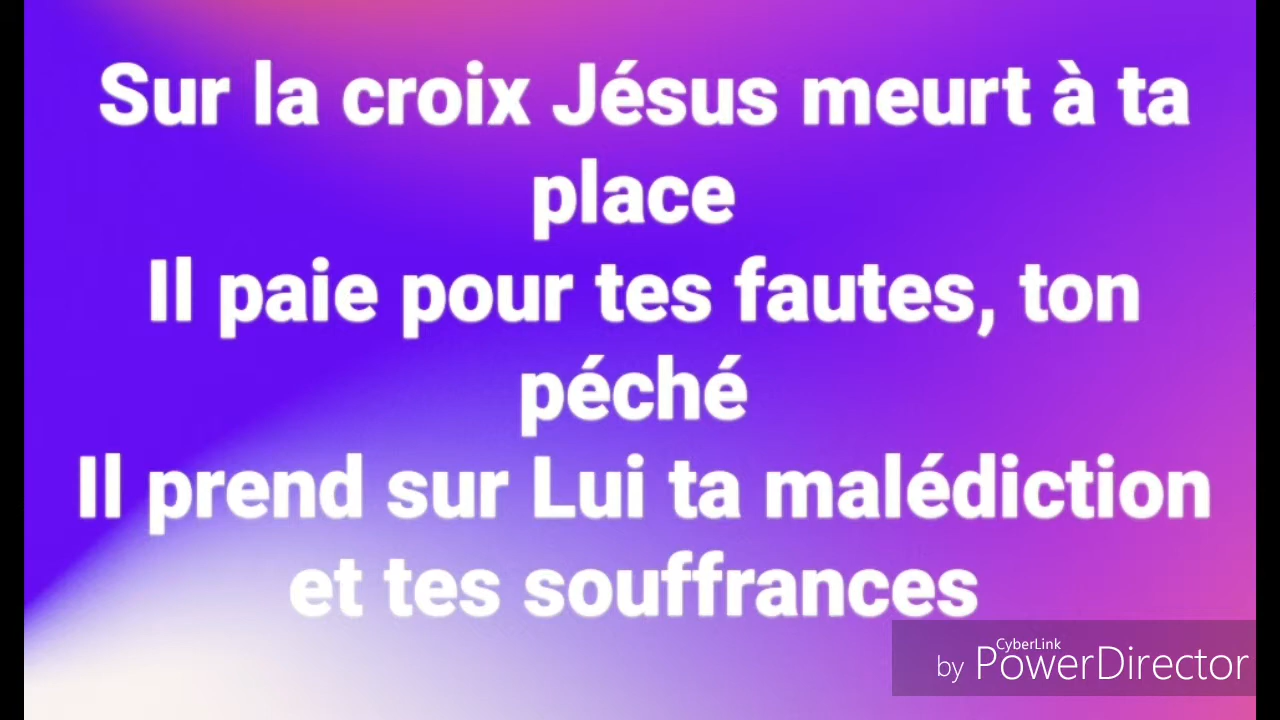 Sur la croix Jésus meurt à ta
place
Il paie pour tes fautes, ton
péché
Il prend sur Lui ta malédiction
et tes souffrances
CyberLink
by PowerDirector